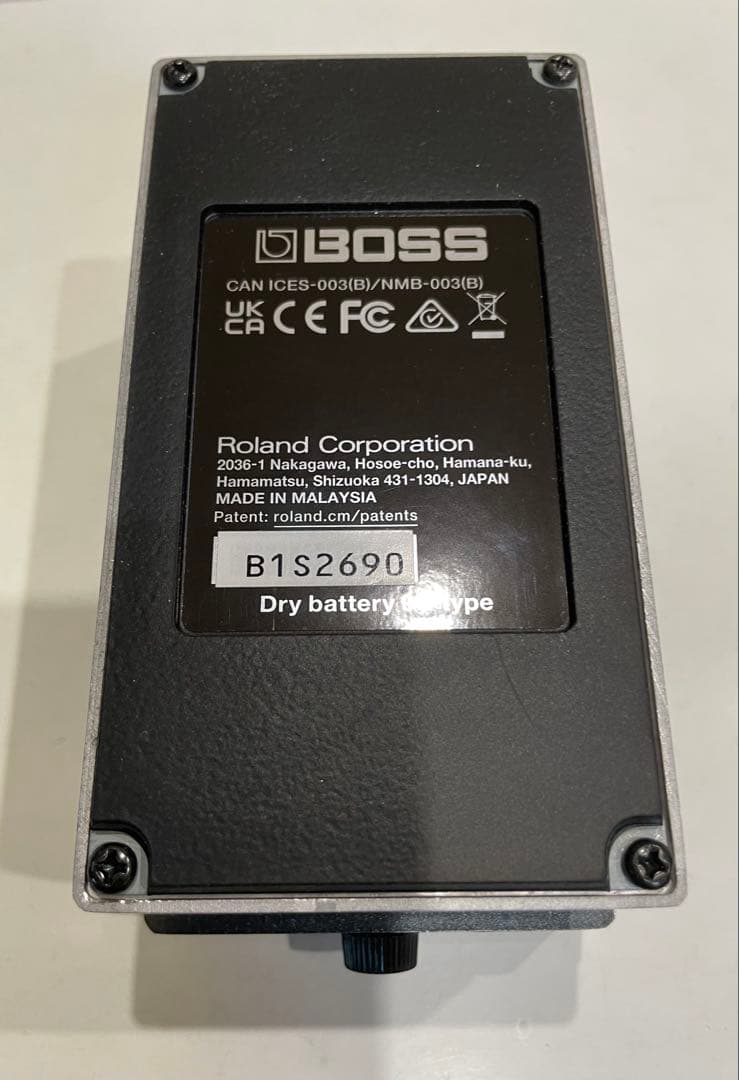 BOSS
CAN ICES-003(B)/NMB-003(B)
UK CA CE FC
Roland Corporation
2036-1 Nakagawa, Hosoe-cho, Hamana-ku,
Hamamatsu, Shizuoka 431-1304, JAPAN
MADE IN MALAYSIA
Patent: roland.cm/patents
B1S2690
Dry battery type